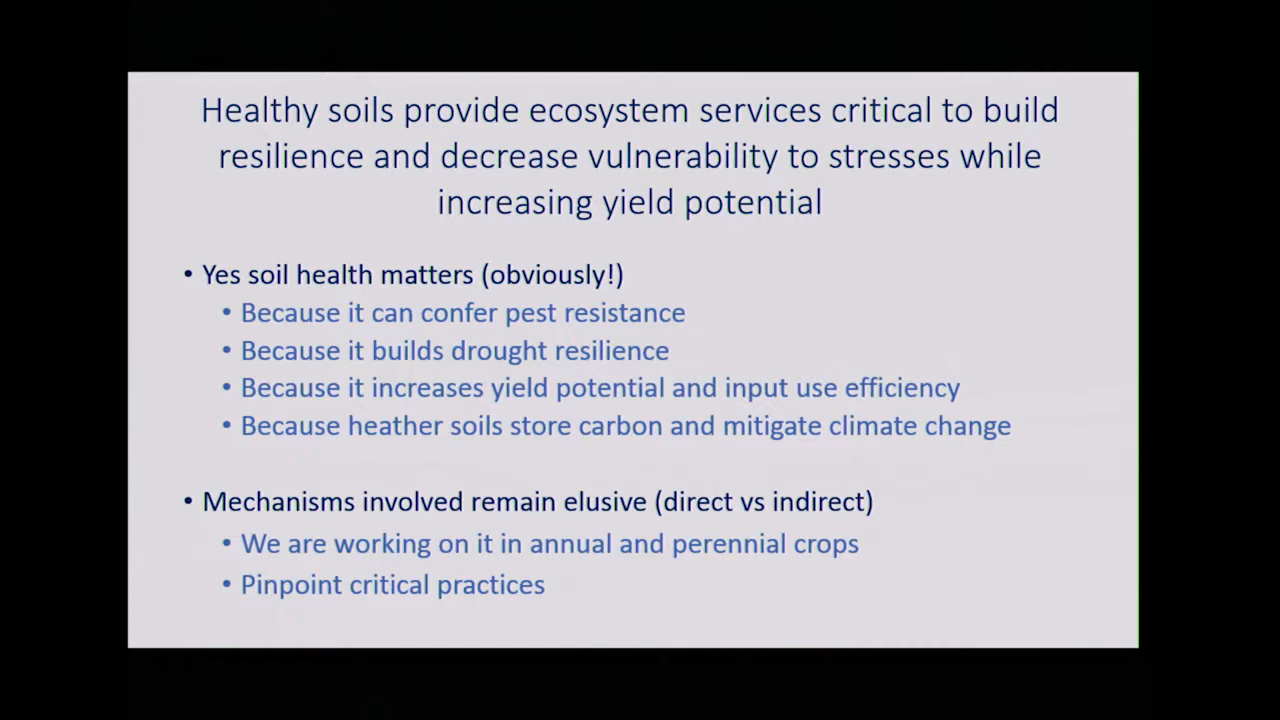 Healthy soils provide ecosystem services critical to build
resilience and decrease vulnerability to stresses while
increasing yield potential
• Yes soil health matters (obviously!)
• Because it can confer pest resistance
• Because it builds drought resilience
• Because it increases yield potential and input use efficiency
• Because heather soils store carbon and mitigate climate change
• Mechanisms involved remain elusive (direct vs indirect)
• We are working on it in annual and perennial crops
• Pinpoint critical practices